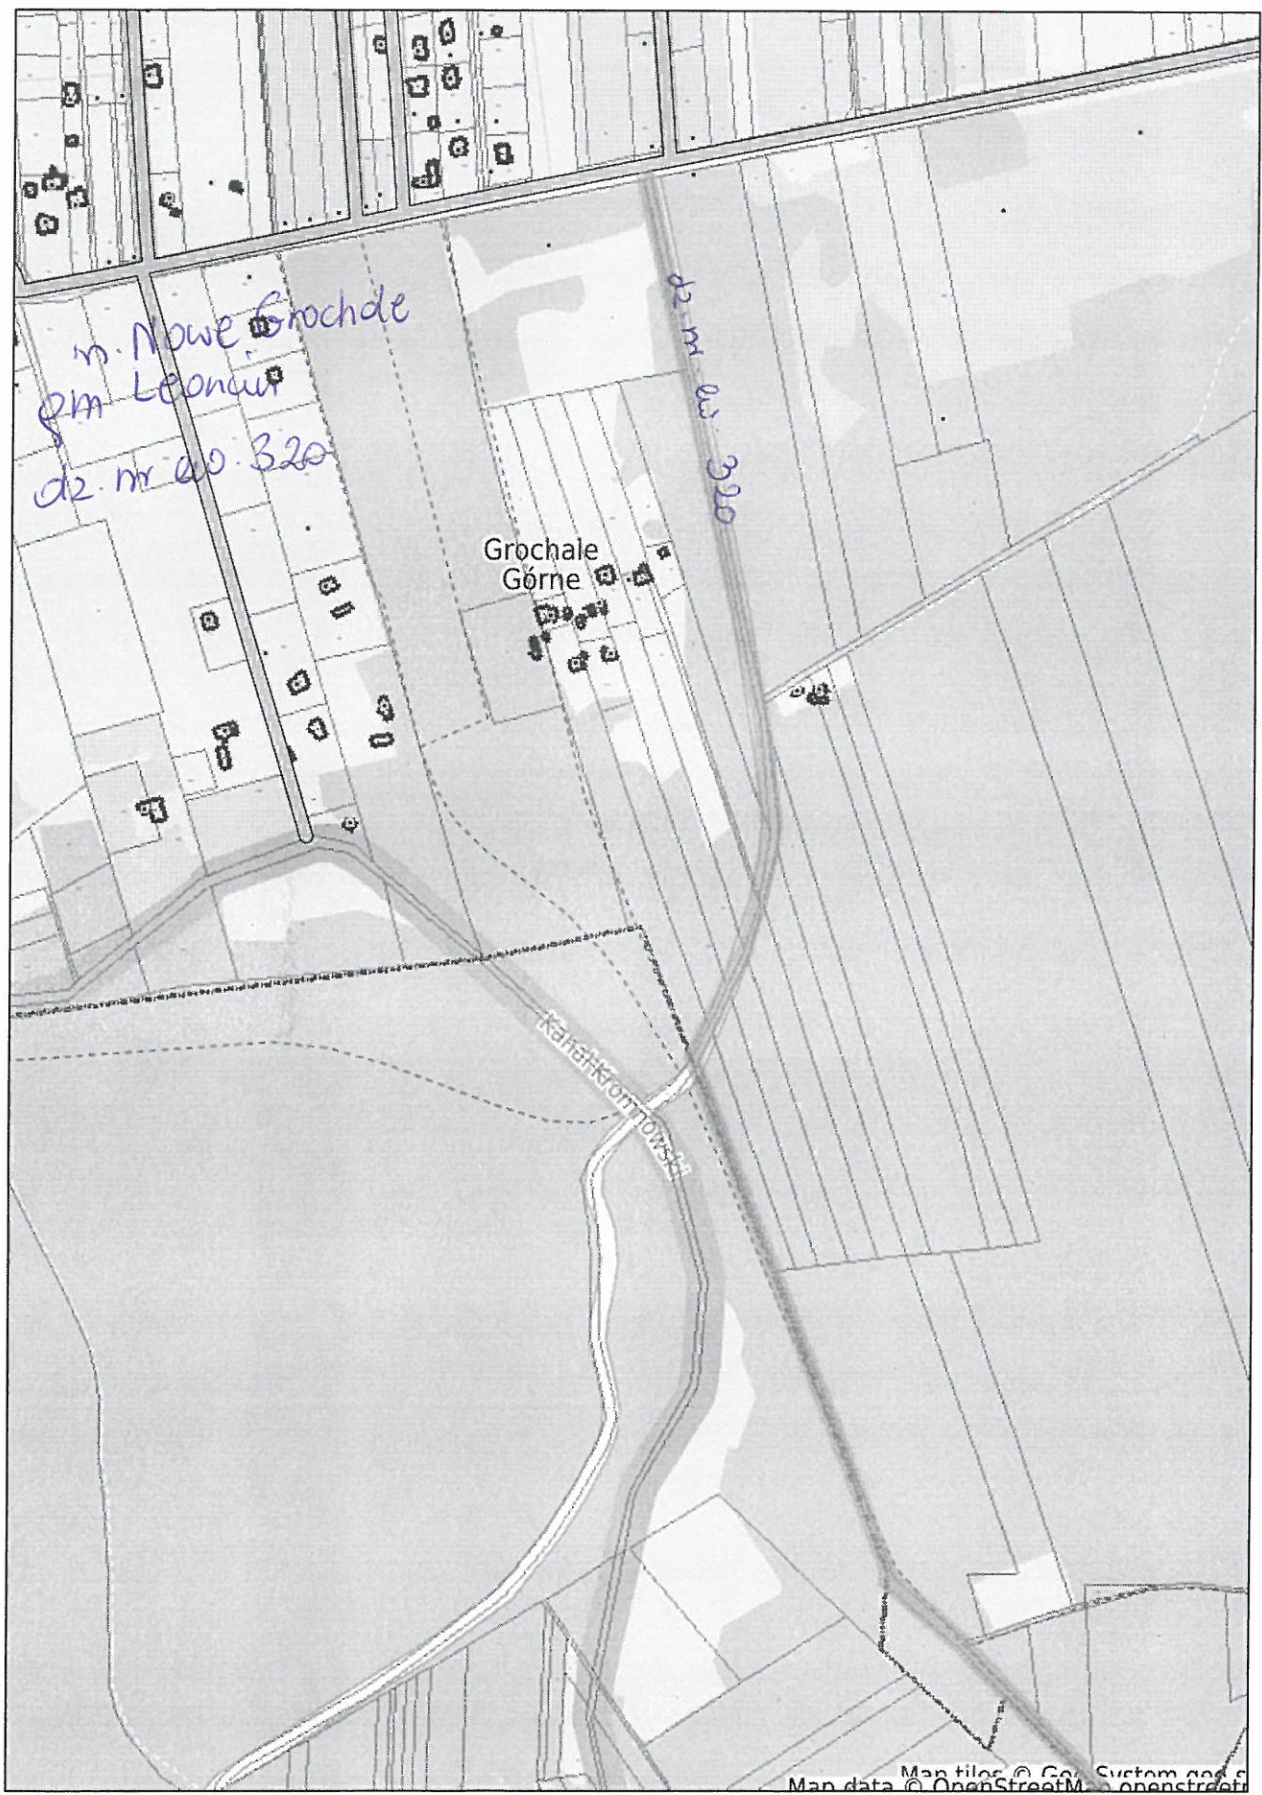 m. Nowe Grochale
gm Leoncin
dz. nr ew. 320
dz. nr ew. 320
Grochale
Górne
Kanał Kromnowski
Map tiles © Geo-System geo-s
Map data © OpenStreetMap openstreetm